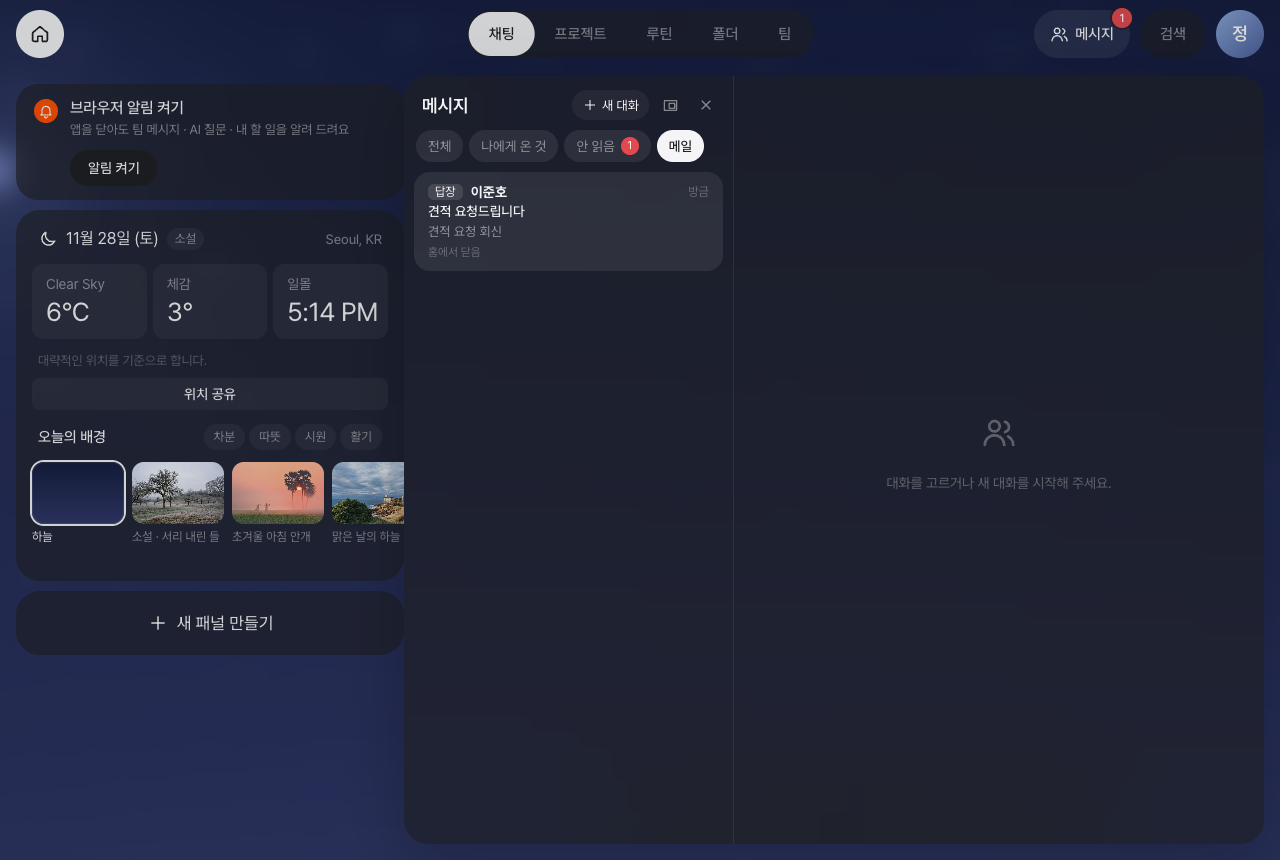 채팅
프로젝트
루틴
폴더
팀
메시지
1
검색
정
브라우저 알림 켜기
앱을 닫아도 팀 메시지 · AI 질문 · 내 할 일을 알려 드려요
알림 켜기
11월 28일 (토)
소설
Seoul, KR
Clear Sky
6°C
체감
3°
일몰
5:14 PM
대략적인 위치를 기준으로 합니다.
위치 공유
오늘의 배경
차분
따뜻
시원
활기
하늘
소설 · 서리 내린 들
초겨울 아침 안개
맑은 날의 하늘
새 패널 만들기
메시지
새 대화
전체
나에게 온 것
안 읽음 1
메일
답장 이준호
방금
견적 요청드립니다
견적 요청 회신
홈에서 닫음
대화를 고르거나 새 대화를 시작해 주세요.